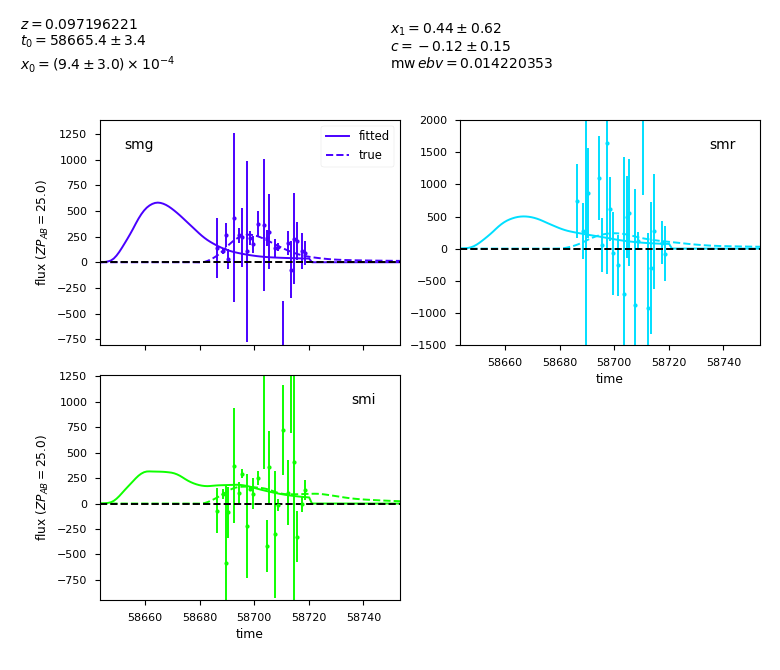 z = 0.097196221
t₀ = 58665.4 ± 3.4
x₀ = (9.4 ± 3.0) × 10⁻⁴
x₁ = 0.44 ± 0.62
c = −0.12 ± 0.15
mw ebv = 0.014220353
smg
fitted
true
1250
1000
750
500
250
0
−250
−500
−750
flux (ZP_AB = 25.0)
smr
2000
1500
1000
500
0
−500
−1000
−1500
58660 58680 58700 58720 58740
time
smi
1250
1000
750
500
250
0
−250
−500
−750
flux (ZP_AB = 25.0)
58660 58680 58700 58720 58740
time